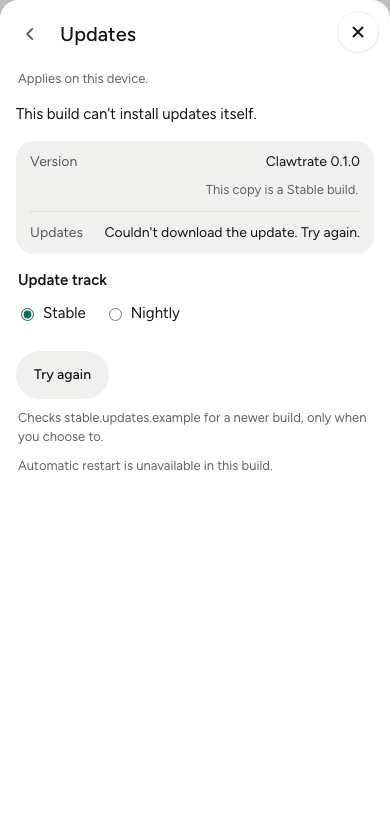 Updates
Applies on this device.
This build can't install updates itself.
Version Clawtrate 0.1.0
This copy is a Stable build.
Updates Couldn't download the update. Try again.
Update track
Stable Nightly
Try again
Checks stable.updates.example for a newer build, only when
you choose to.
Automatic restart is unavailable in this build.